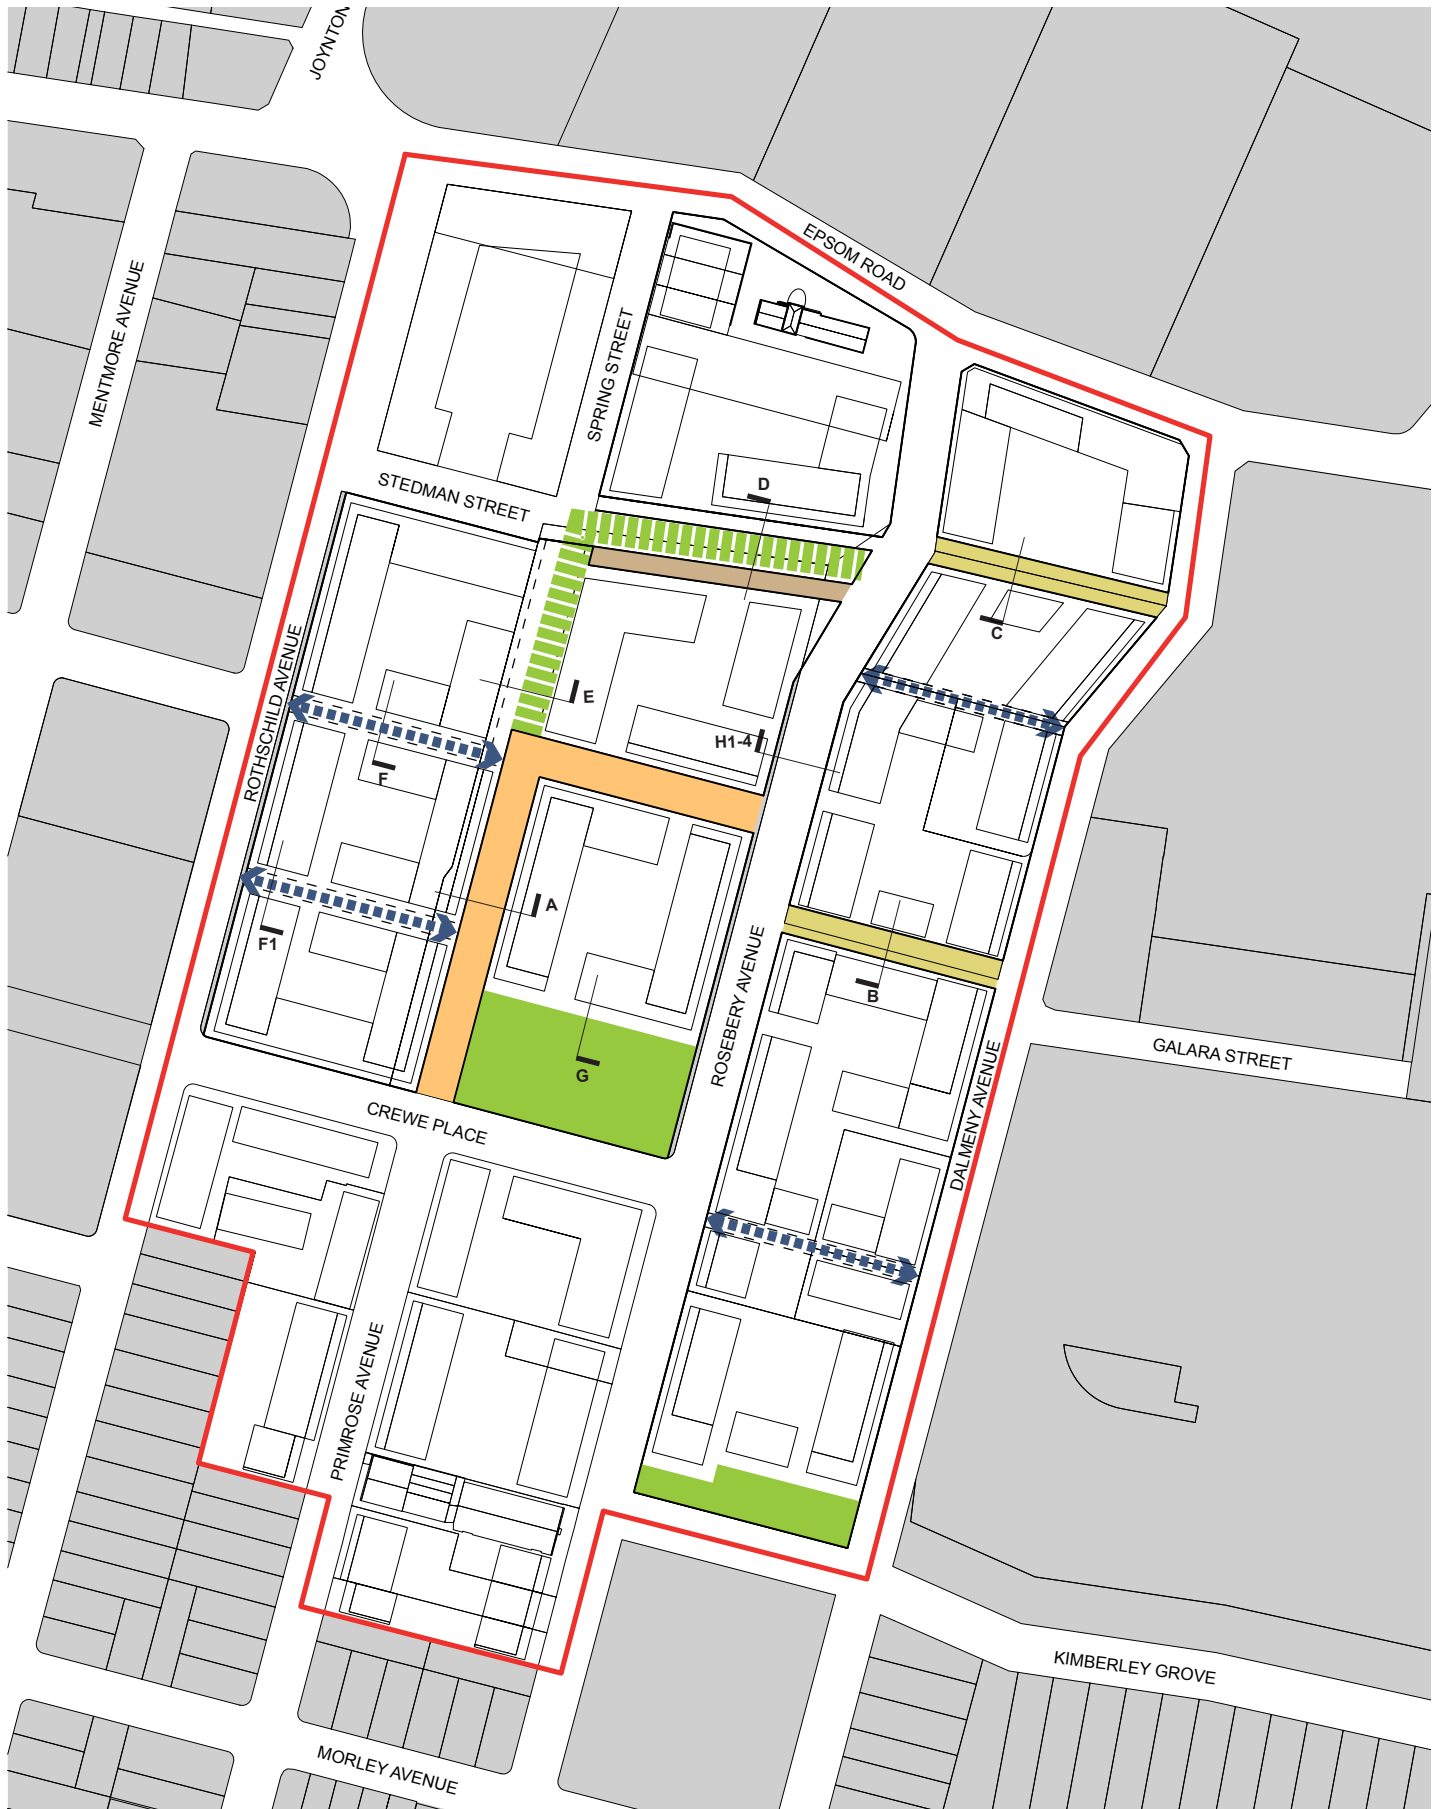 JOYNTON
EPSOM ROAD
MENTMORE AVENUE
SPRING STREET
STEDMAN STREET
D
C
ROTHSCHILD AVENUE
E
H1-4
F
A
F1
B
ROSEBERY AVENUE
G
GALARA STREET
CREWE PLACE
DALMENY AVENUE
PRIMROSE AVENUE
KIMBERLEY GROVE
MORLEY AVENUE